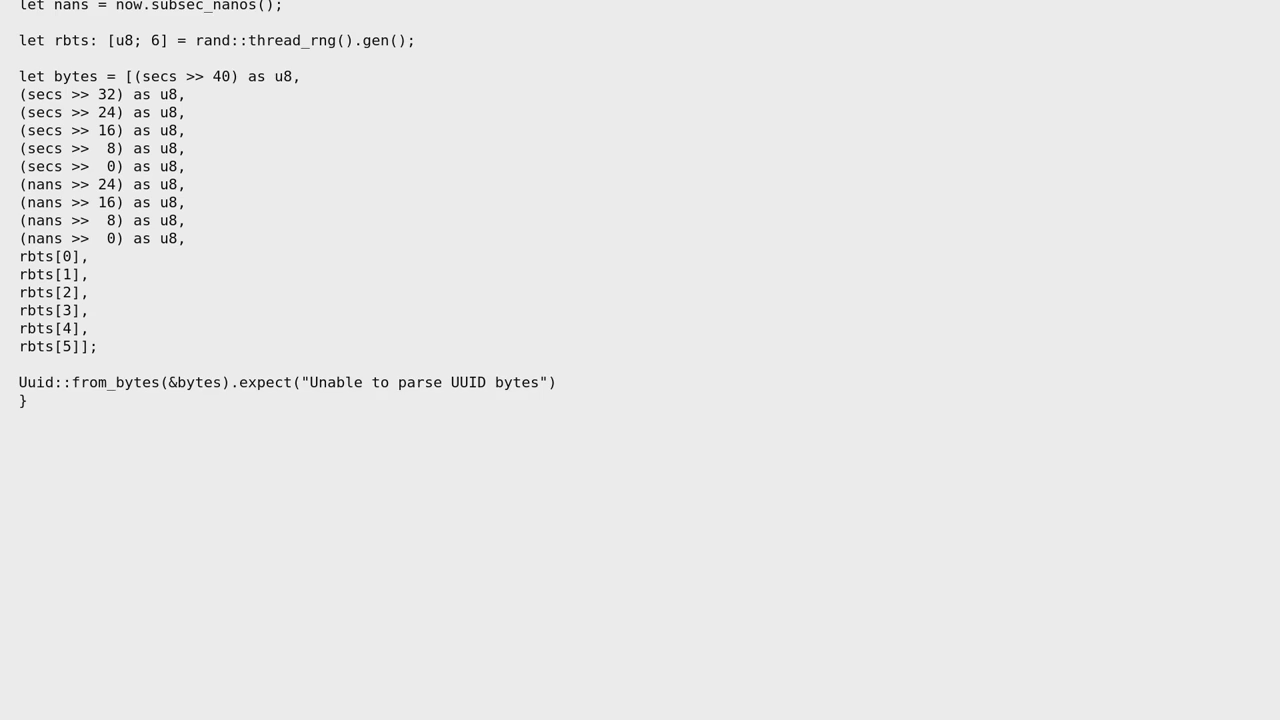 let nans = now.subsec_nanos();
let rbts: [u8; 6] = rand::thread_rng().gen();
let bytes = [(secs >> 40) as u8,
(secs >> 32) as u8,
(secs >> 24) as u8,
(secs >> 16) as u8,
(secs >>  8) as u8,
(secs >>  0) as u8,
(nans >> 24) as u8,
(nans >> 16) as u8,
(nans >>  8) as u8,
(nans >>  0) as u8,
rbts[0],
rbts[1],
rbts[2],
rbts[3],
rbts[4],
rbts[5]];
Uuid::from_bytes(&bytes).expect("Unable to parse UUID bytes")
}